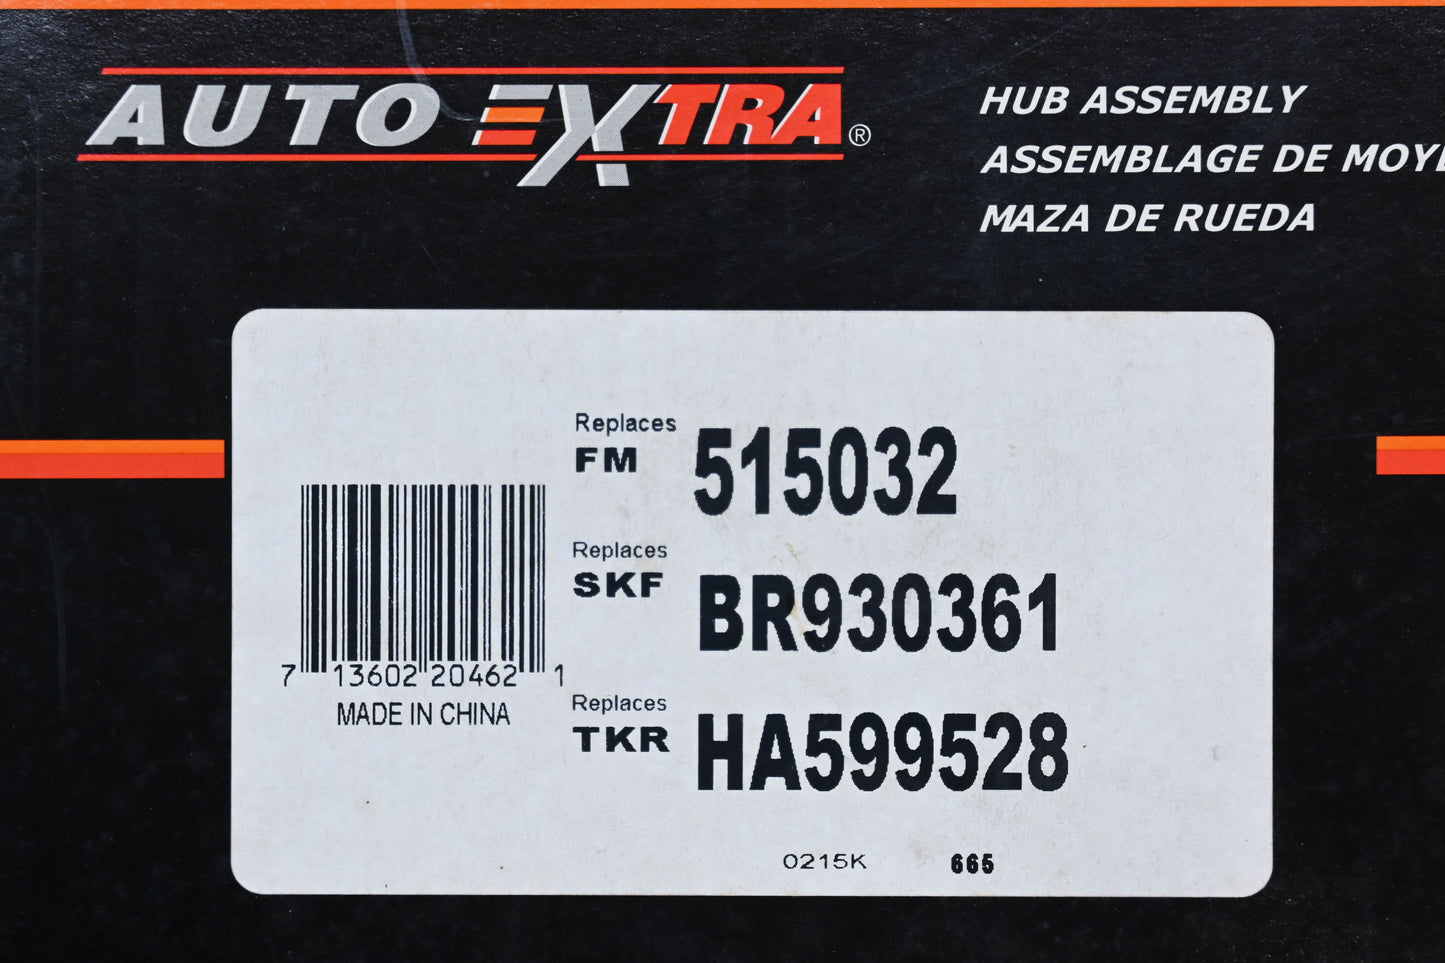 AUTO EXTRA®
HUB ASSEMBLY
ASSEMBLAGE DE
MAZA DE RUEDA
Replaces
FM 515032
Replaces
SKF BR930361
Replaces
TKR HA599528
7 13602 20462 1
MADE IN CHINA
0215K 665